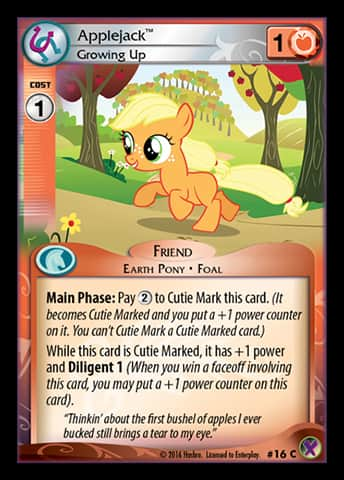 Applejack™
Growing Up
1
COST
1
FRIEND
EARTH PONY • FOAL
Main Phase: Pay 2 to Cutie Mark this card. (It
becomes Cutie Marked and you put a +1 power counter
on it. You can't Cutie Mark a Cutie Marked card.)
While this card is Cutie Marked, it has +1 power
and Diligent 1 (When you win a faceoff involving
this card, you may put a +1 power counter on this
card).
“Thinkin’ about the first bushel of apples I ever
bucked still brings a tear to my eye.”
© 2016 Hasbro. Licensed to Enterplay. #16 C